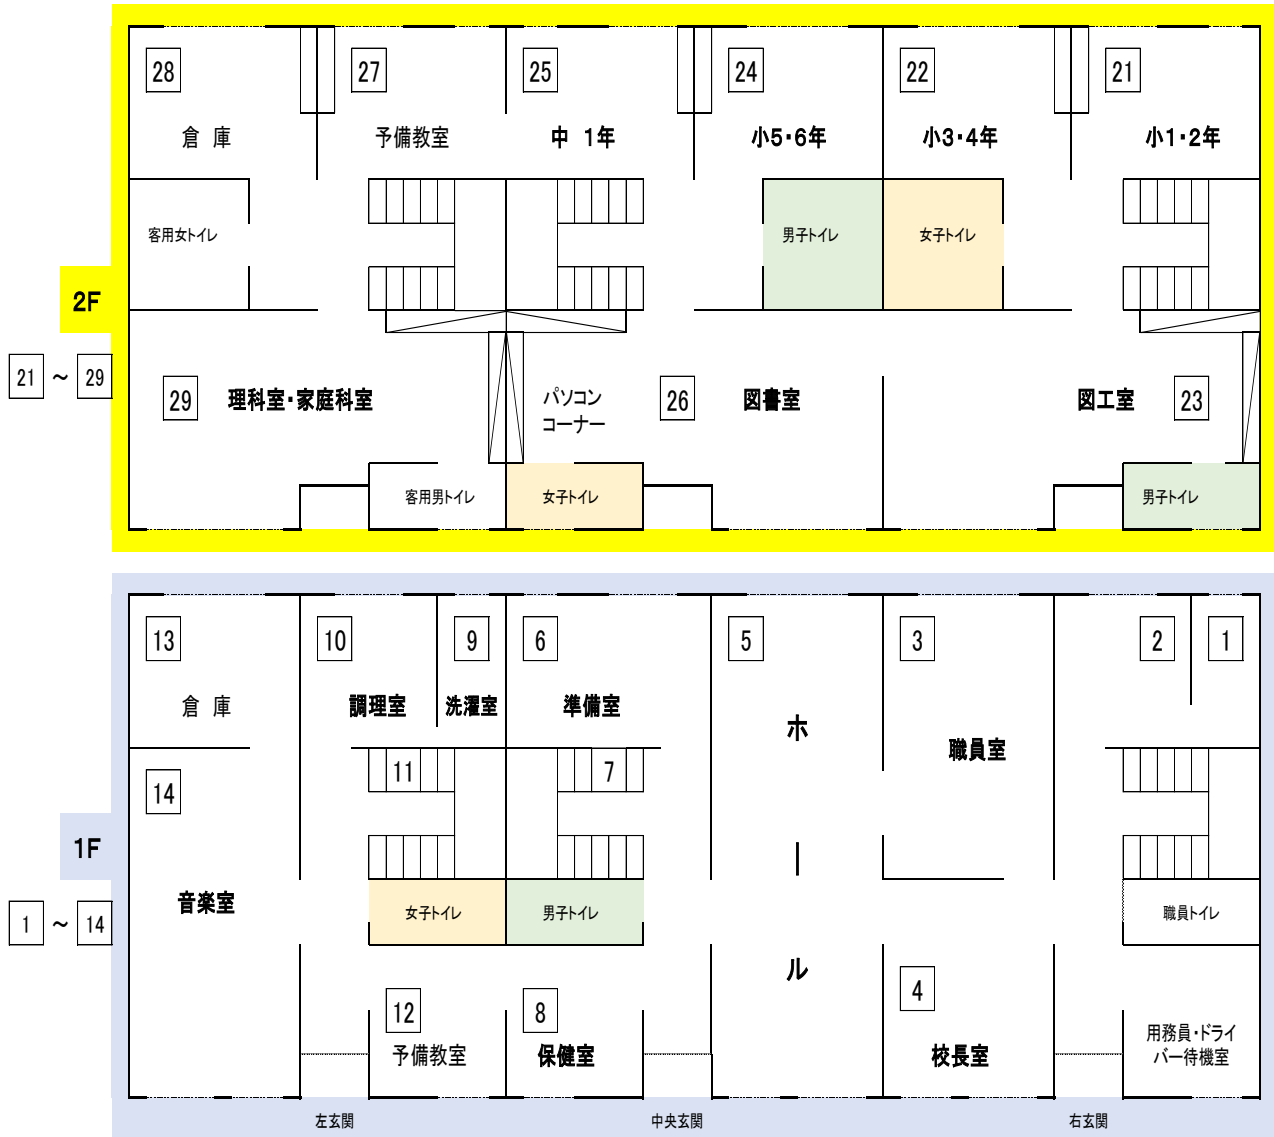 28
27
25
24
22
21
倉 庫
予備教室
中 1年
小5・6年
小3・4年
小1・2年
客用女トイレ
男子トイレ
女子トイレ
2F
21 ～ 29
29
理科室・家庭科室
パソコン
コーナー
26
図書室
図工室
23
客用男トイレ
女子トイレ
男子トイレ
13
10
9
6
5
3
2
1
倉 庫
調理室
洗濯室
準備室
ホール
職員室
11
7
14
1F
音楽室
女子トイレ
男子トイレ
職員トイレ
1 ～ 14
12
8
4
予備教室
保健室
校長室
用務員・ドライ
バー待機室
左玄関
中央玄関
右玄関